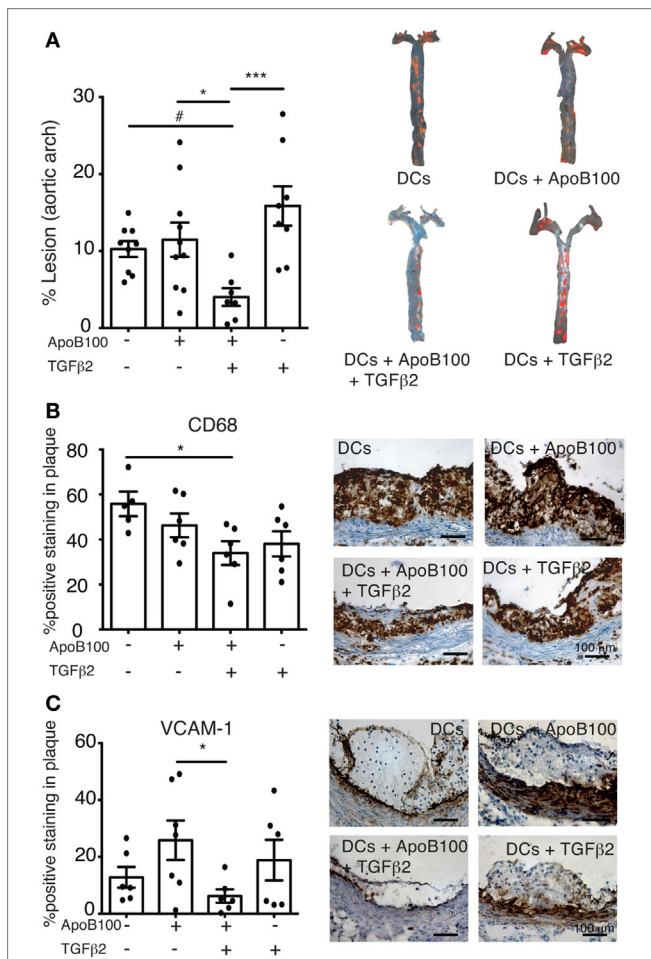 A
% Lesion (aortic arch)
30
20
10
0
#
*
***
ApoB100 - + + -
TGFβ2 - - + +
DCs
DCs + ApoB100
DCs + ApoB100
+ TGFβ2
DCs + TGFβ2
B
CD68
%positive staining in plaque
80
60
40
20
0
*
ApoB100 - + + -
TGFβ2 - - + +
DCs
DCs + ApoB100
DCs + ApoB100
+ TGFβ2
DCs + TGFβ2
100 μm
C
VCAM-1
%positive staining in plaque
60
40
20
0
*
ApoB100 - + + -
TGFβ2 - - + +
DCs
DCs + ApoB100
DCs + ApoB100
+ TGFβ2
DCs + TGFβ2
100 μm